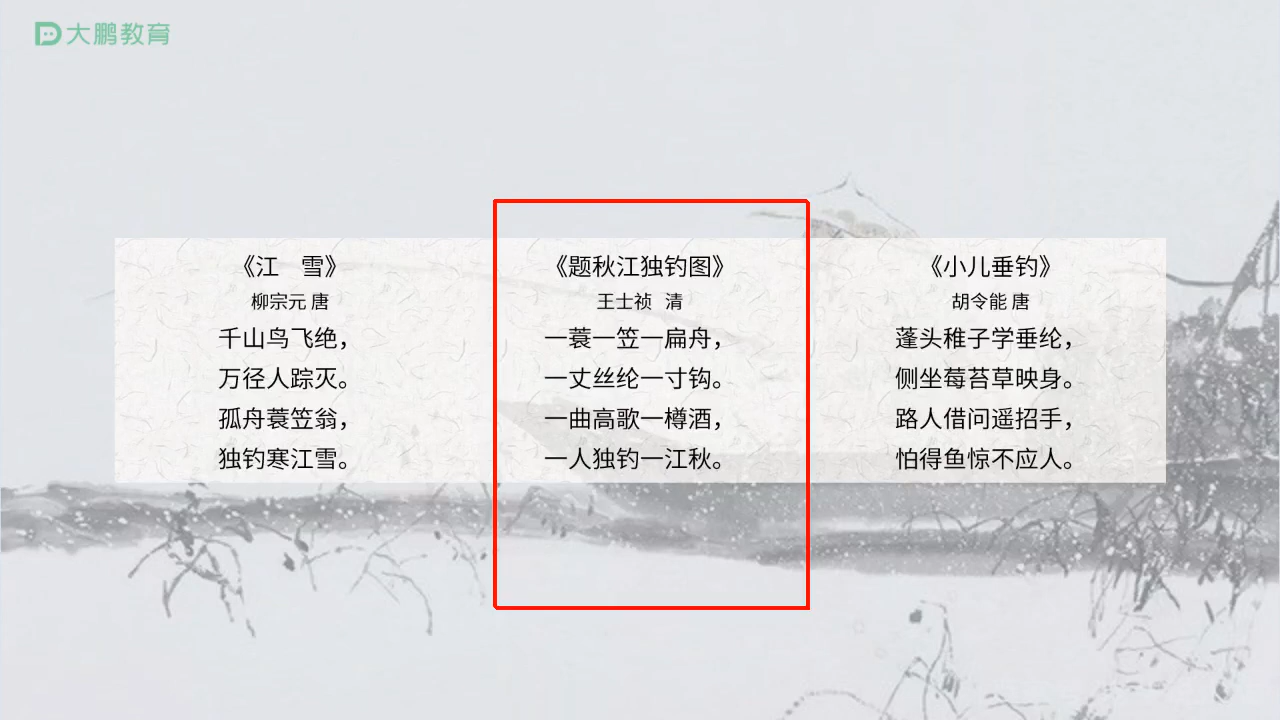 大鹏教育
《江 雪》
柳宗元 唐
千山鸟飞绝，
万径人踪灭。
孤舟蓑笠翁，
独钓寒江雪。
《题秋江独钓图》
王士祯 清
一蓑一笠一扁舟，
一丈丝纶一寸钩。
一曲高歌一樽酒，
一人独钓一江秋。
《小儿垂钓》
胡令能 唐
蓬头稚子学垂纶，
侧坐莓苔草映身。
路人借问遥招手，
怕得鱼惊不应人。